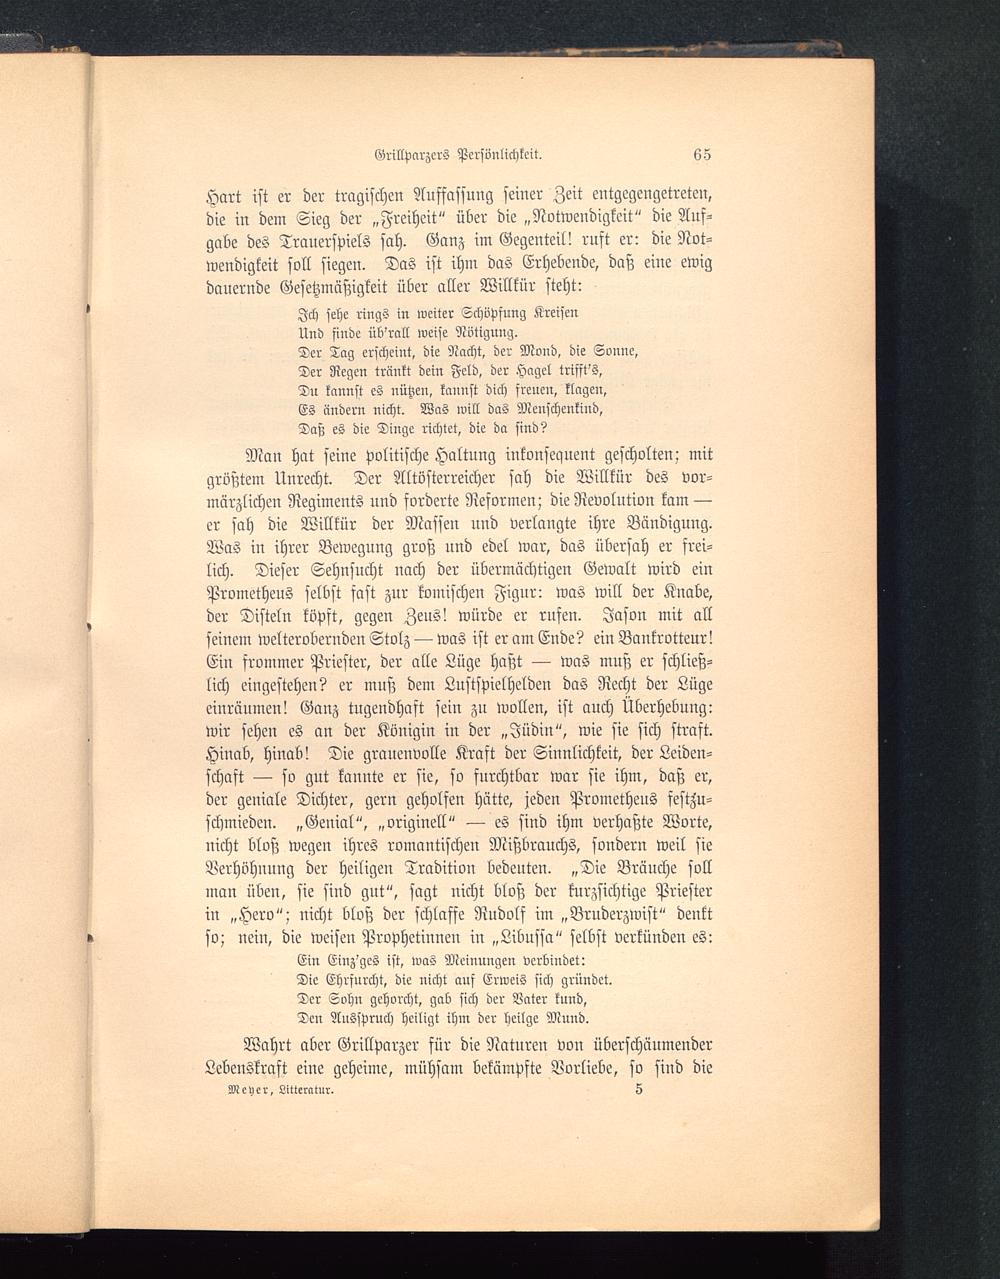 Grillparzers Persönlichkeit. 65
Hart ist er der tragischen Auffassung seiner Zeit entgegengetreten,
die in dem Sieg der „Freiheit“ über die „Notwendigkeit“ die Auf-
gabe des Trauerspiels sah. Ganz im Gegenteil! ruft er: die Not-
wendigkeit soll siegen. Das ist ihm das Erhebende, daß eine ewig
dauernde Gesetzmäßigkeit über aller Willkür steht:
Ich sehe rings in weiter Schöpfung Kreisen
Und finde üb'rall weise Nötigung.
Der Tag erscheint, die Nacht, der Mond, die Sonne,
Der Regen tränkt dein Feld, der Hagel trifft's,
Du kannst es nützen, kannst dich freuen, klagen,
Es ändern nicht. Was will das Menschenkind,
Daß es die Dinge richtet, die da sind?
Man hat seine politische Haltung inkonsequent gescholten; mit
größtem Unrecht. Der Altösterreicher sah die Willkür des vor-
märzlichen Regiments und forderte Reformen; die Revolution kam —
er sah die Willkür der Massen und verlangte ihre Bändigung.
Was in ihrer Bewegung groß und edel war, das übersah er frei-
lich. Dieser Sehnsucht nach der übermächtigen Gewalt wird ein
Prometheus selbst fast zur komischen Figur: was will der Knabe,
der Disteln köpft, gegen Zeus! würde er rufen. Jason mit all
seinem welterobernden Stolz — was ist er am Ende? ein Bankrotteur!
Ein frommer Priester, der alle Lüge haßt — was muß er schließ-
lich eingestehen? er muß dem Lustspielhelden das Recht der Lüge
einräumen! Ganz tugendhaft sein zu wollen, ist auch Überhebung:
wir sehen es an der Königin in der „Jüdin“, wie sie sich straft.
Hinab, hinab! Die grauenvolle Kraft der Sinnlichkeit, der Leiden-
schaft — so gut kannte er sie, so furchtbar war sie ihm, daß er,
der geniale Dichter, gern geholfen hätte, jeden Prometheus festzu-
schmieden. „Genial“, „originell“ — es sind ihm verhaßte Worte,
nicht bloß wegen ihres romantischen Mißbrauchs, sondern weil sie
Verhöhnung der heiligen Tradition bedeuten. „Die Bräuche soll
man üben, sie sind gut“, sagt nicht bloß der kurzsichtige Priester
in „Hero“; nicht bloß der schlaffe Rudolf im „Bruderzwist“ denkt
so; nein, die weisen Prophetinnen in „Libussa“ selbst verkünden es:
Ein Einz'ges ist, was Meinungen verbindet:
Die Ehrfurcht, die nicht auf Erweis sich gründet.
Der Sohn gehorcht, gab sich der Vater kund,
Den Ausspruch heiligt ihm der heilge Mund.
Wahrt aber Grillparzer für die Naturen von überschäumender
Lebenskraft eine geheime, mühsam bekämpfte Vorliebe, so sind die
Meyer, Litteratur. 5